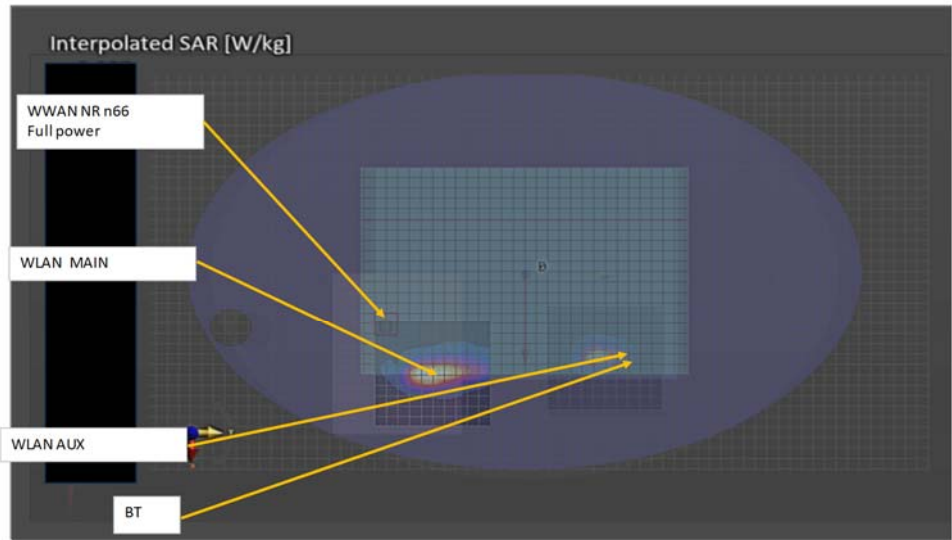 Interpolated SAR [W/kg]
WWAN NR n66
Full power
WLAN MAIN
WLAN AUX
BT